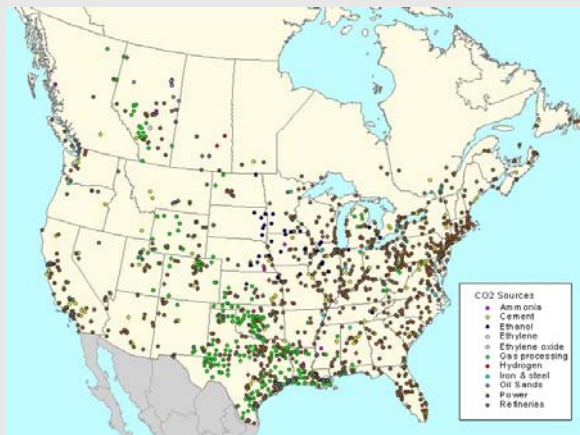 CO2 Sources
Ammonia
Cement
Ethanol
Ethylene
Ethylene oxide
Gas processing
Hydrogen
Iron & steel
Oil Sands
Power
Refineries